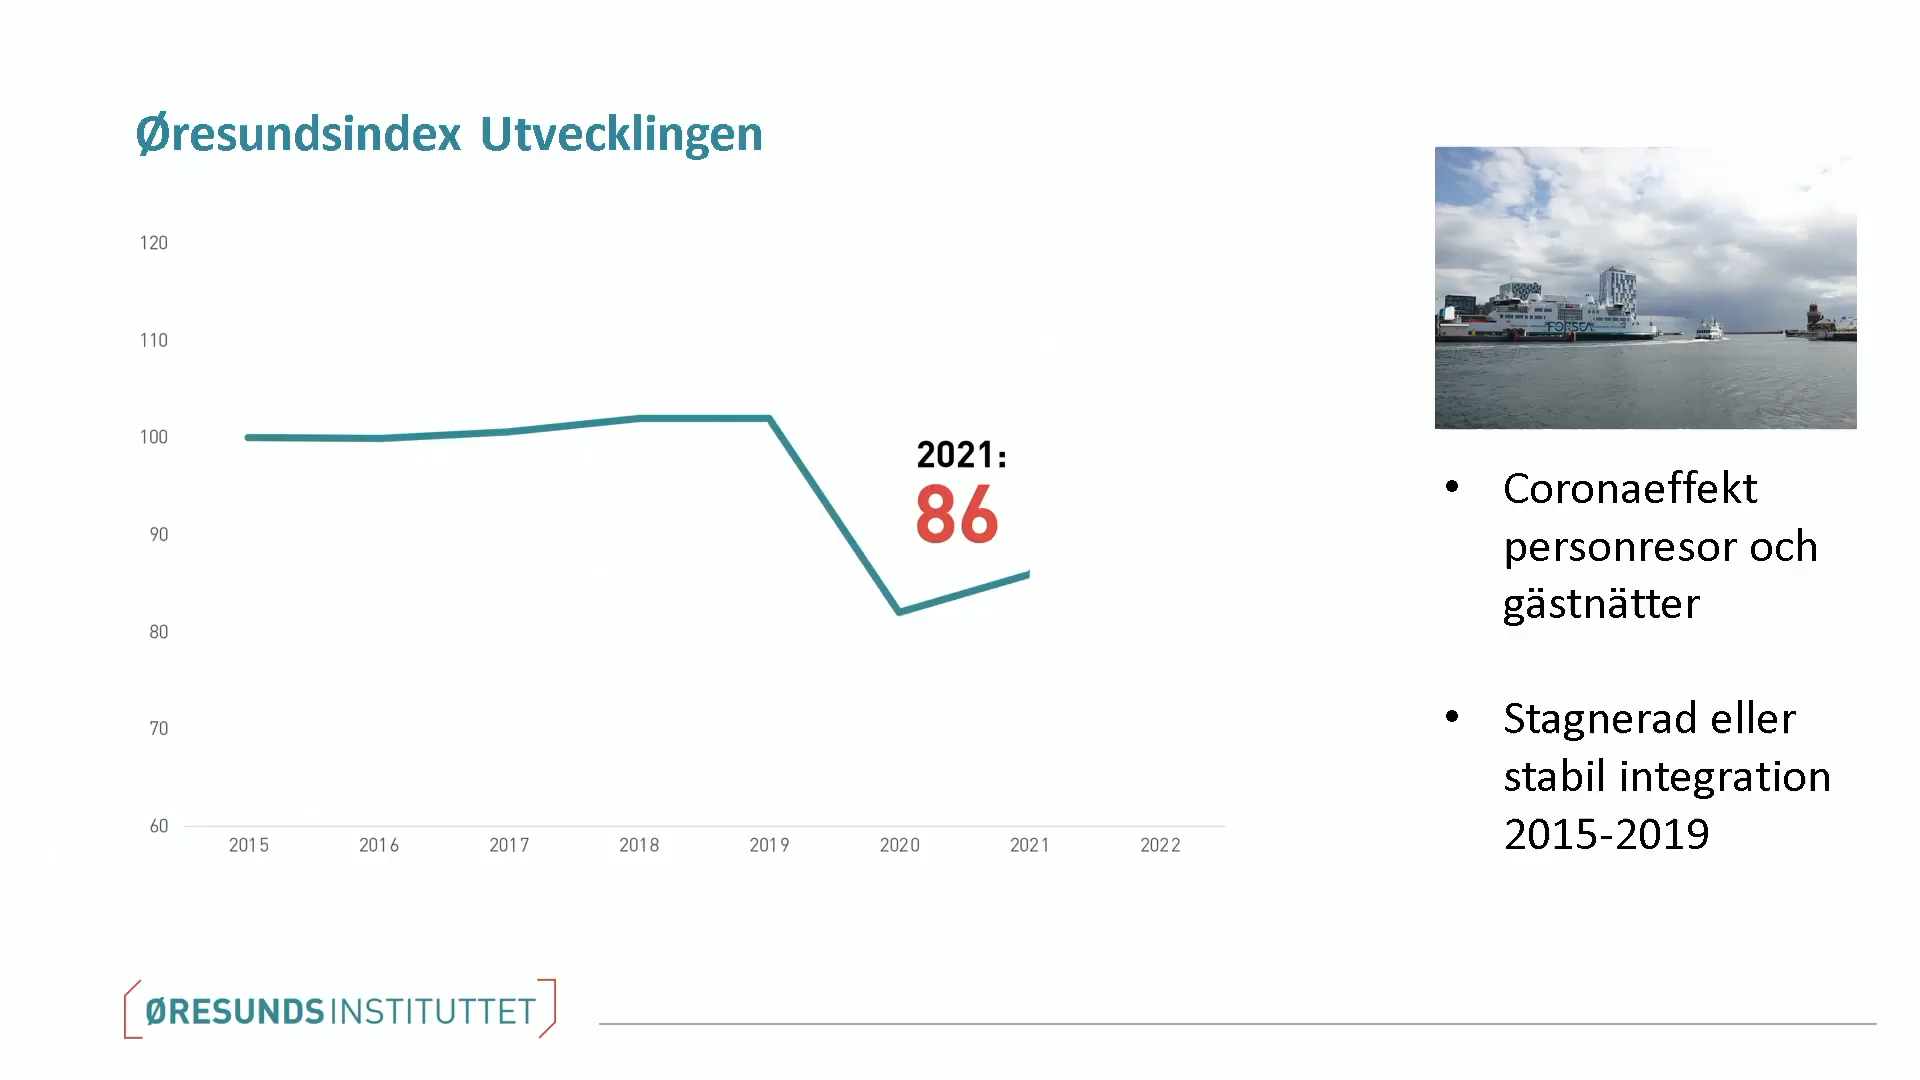 Øresundsindex Utvecklingen
120
110
100
90
80
70
60
2015 2016 2017 2018 2019 2020 2021 2022
2021:
86
FORSEA
• Coronaeffekt
personresor och
gästnätter
• Stagnerad eller
stabil integration
2015-2019
ØRESUNDSINSTITUTTET